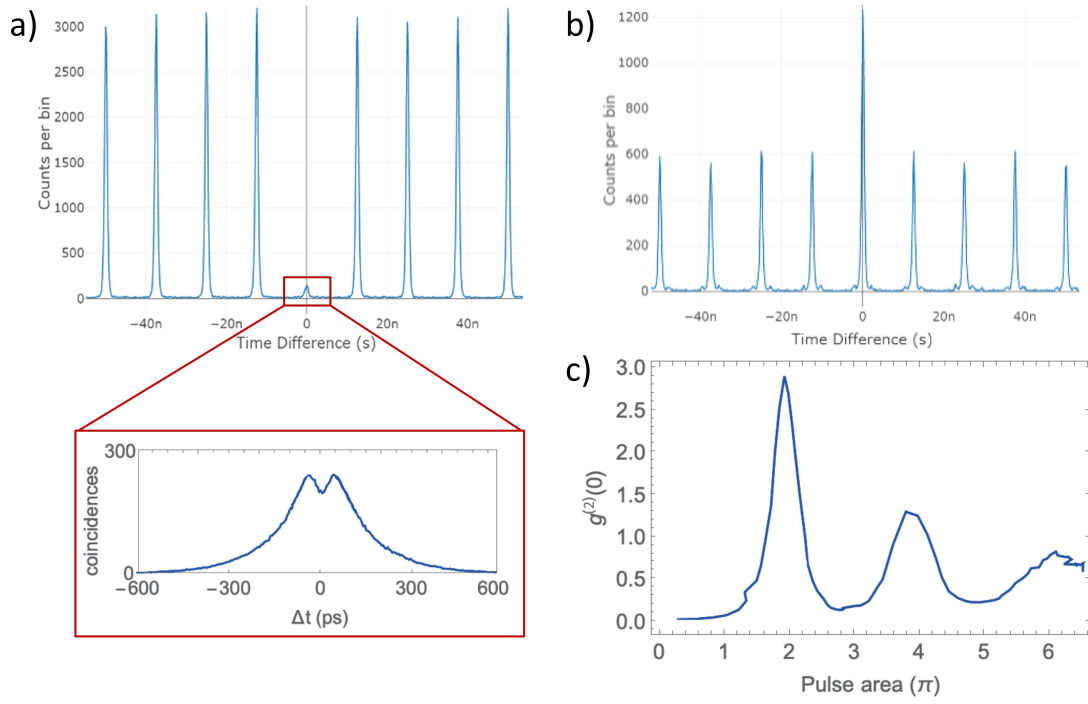 a)
Counts per bin
3000
2500
2000
1500
1000
500
0
−40n −20n 0 20n 40n
Time Difference (s)
coincidences
300
0
−600 −300 0 300 600
Δt (ps)
b)
Counts per bin
1200
1000
800
600
400
200
0
−40n −20n 0 20n 40n
Time Difference (s)
c)
g⁽²⁾(0)
3.0
2.5
2.0
1.5
1.0
0.5
0.0
0 1 2 3 4 5 6
Pulse area (π)